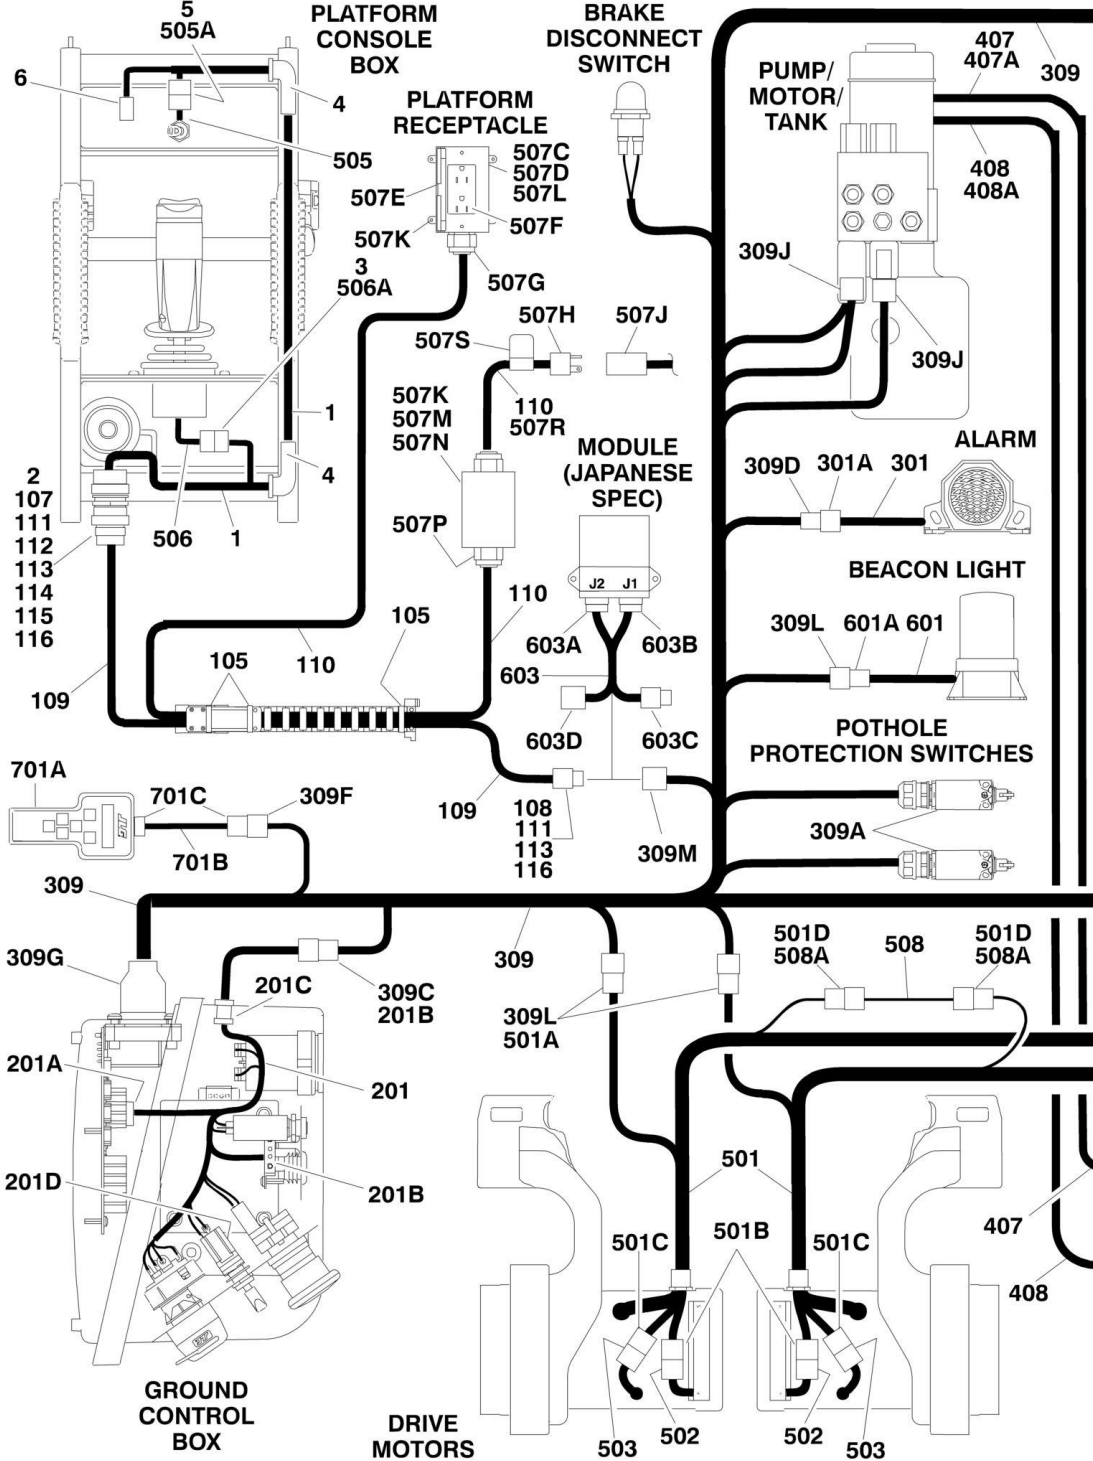 5
505A
PLATFORM
CONSOLE
BOX
BRAKE
DISCONNECT
SWITCH
407
407A
309
6
4
PLATFORM
RECEPTACLE
PUMP/
MOTOR/
TANK
505
507C
507D
507L
507E
507F
507K
408
408A
3
506A
507G
309J
507S
507H
507J
309J
1
507K
507M
507N
110
507R
MODULE
(JAPANESE
SPEC)
ALARM
309D
301A
301
4
2
107
111
112
113
114
115
116
506
1
507P
J2
J1
BEACON LIGHT
110
105
603A
603B
309L
601A
601
105
110
603
109
603D
603C
POTHOLE
PROTECTION SWITCHES
701A
701C
309F
109
108
111
113
116
309M
309A
JLG
701B
309
309
501D
508A
508
501D
508A
309G
201C
309C
201B
309L
501A
201A
201
201D
201B
501
407
501C
501B
501C
408
GROUND
CONTROL
BOX
DRIVE
MOTORS
503
502
502
503